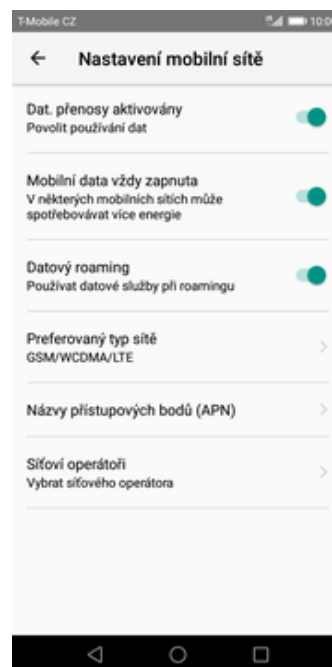 T-Mobile CZ 10:0
Nastavení mobilní sítě
Dat. přenosy aktivovány
Povolit používání dat
Mobilní data vždy zapnuta
V některých mobilních sítích může
spotřebovávat více energie
Datový roaming
Používat datové služby při roamingu
Preferovaný typ sítě
GSM/WCDMA/LTE
Názvy přístupových bodů (APN)
Síťoví operátoři
Vybrat síťového operátora